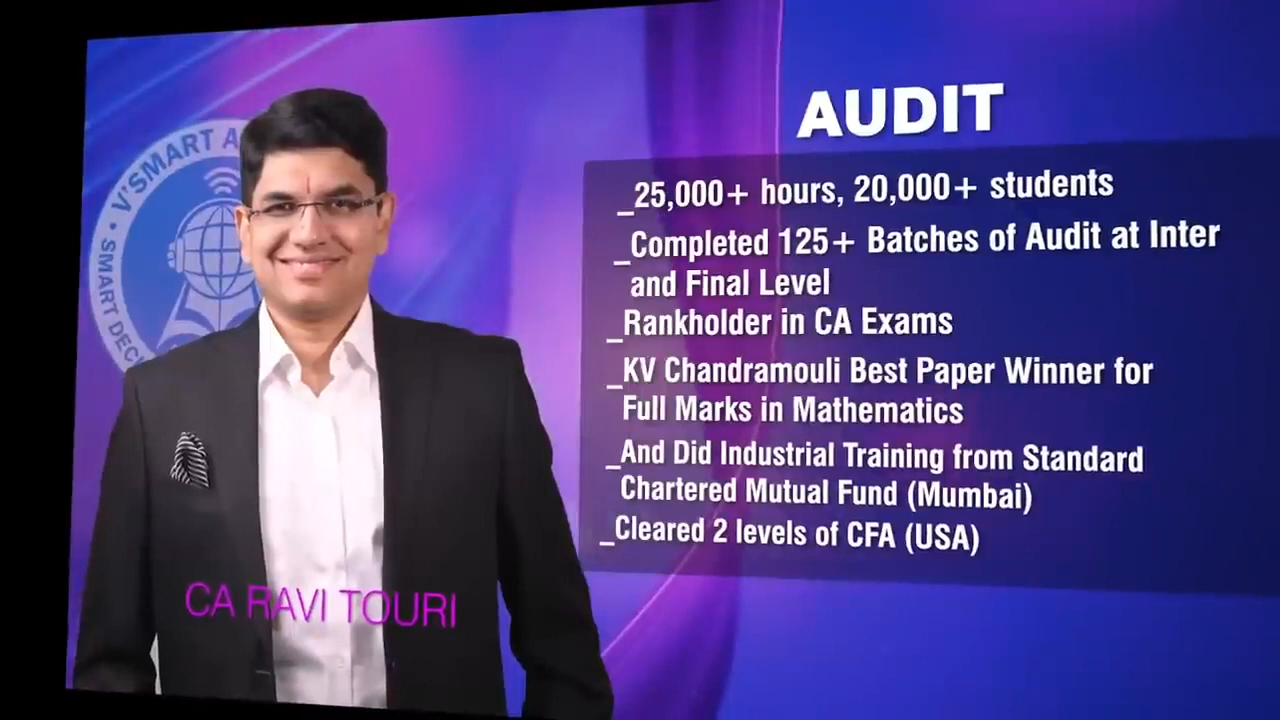 AUDIT
_25,000+ hours, 20,000+ students
_Completed 125+ Batches of Audit at Inter
and Final Level
_Rankholder in CA Exams
_KV Chandramouli Best Paper Winner for
Full Marks in Mathematics
_And Did Industrial Training from Standard
Chartered Mutual Fund (Mumbai)
_Cleared 2 levels of CFA (USA)
V'SMART
SMART
CA RAVI TOURI